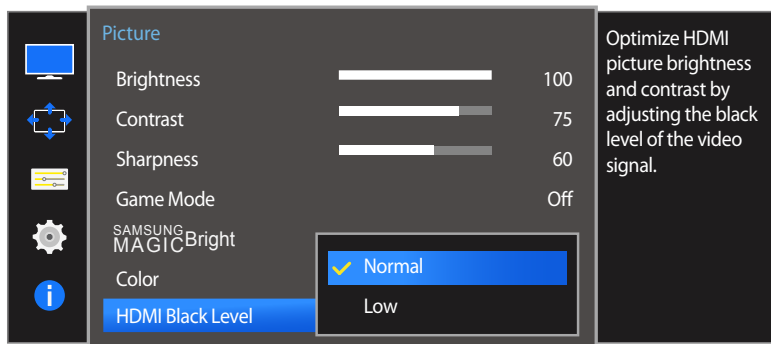 Picture
Brightness 100
Contrast 75
Sharpness 60
Game Mode Off
SAMSUNG
MAGICBright
Color
HDMI Black Level
Normal
Low
Optimize HDMI
picture brightness
and contrast by
adjusting the black
level of the video
signal.
i